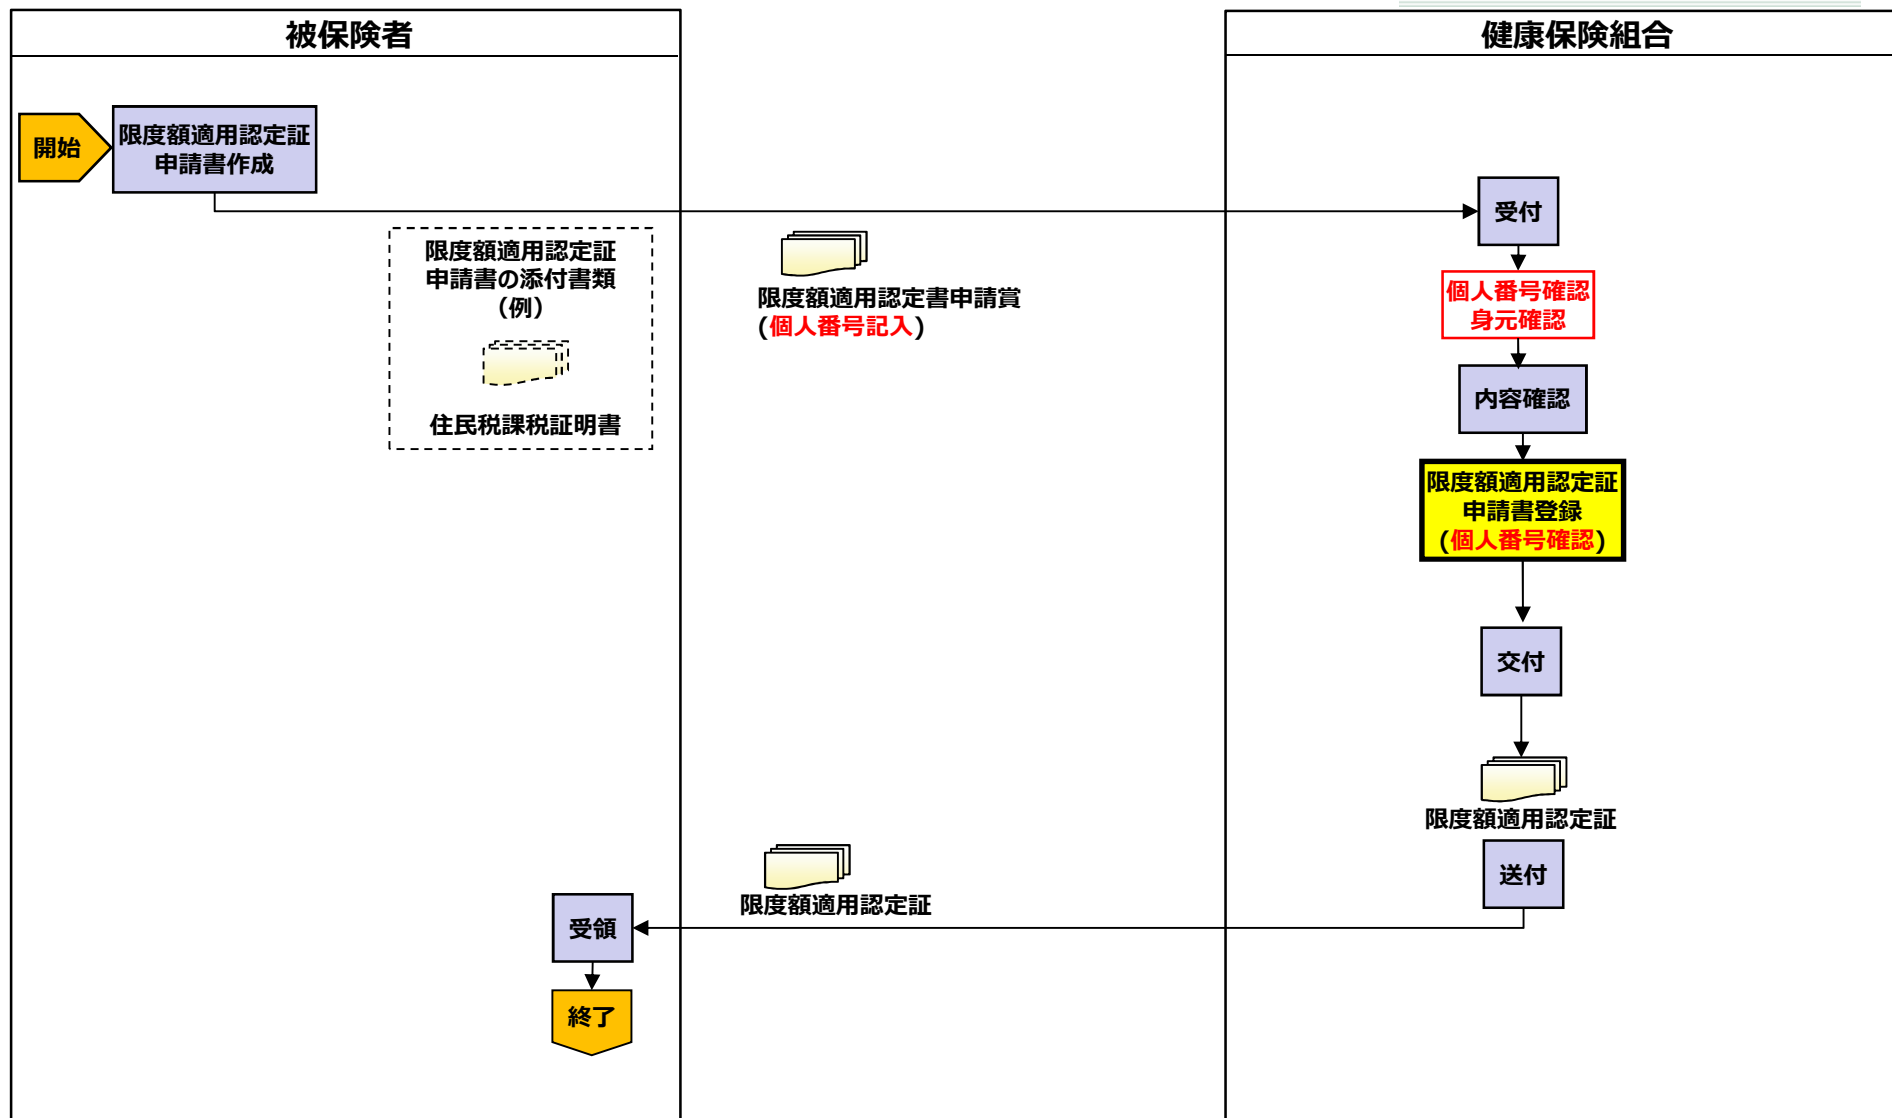 被保険者
健康保険組合
開始
限度額適用認定証
申請書作成
受付
限度額適用認定証
申請書の添付書類
（例）
住民税課税証明書
限度額適用認定書申請賞
(個人番号記入)
個人番号確認
身元確認
内容確認
限度額適用認定証
申請書登録
(個人番号確認)
交付
限度額適用認定証
送付
限度額適用認定証
受領
終了